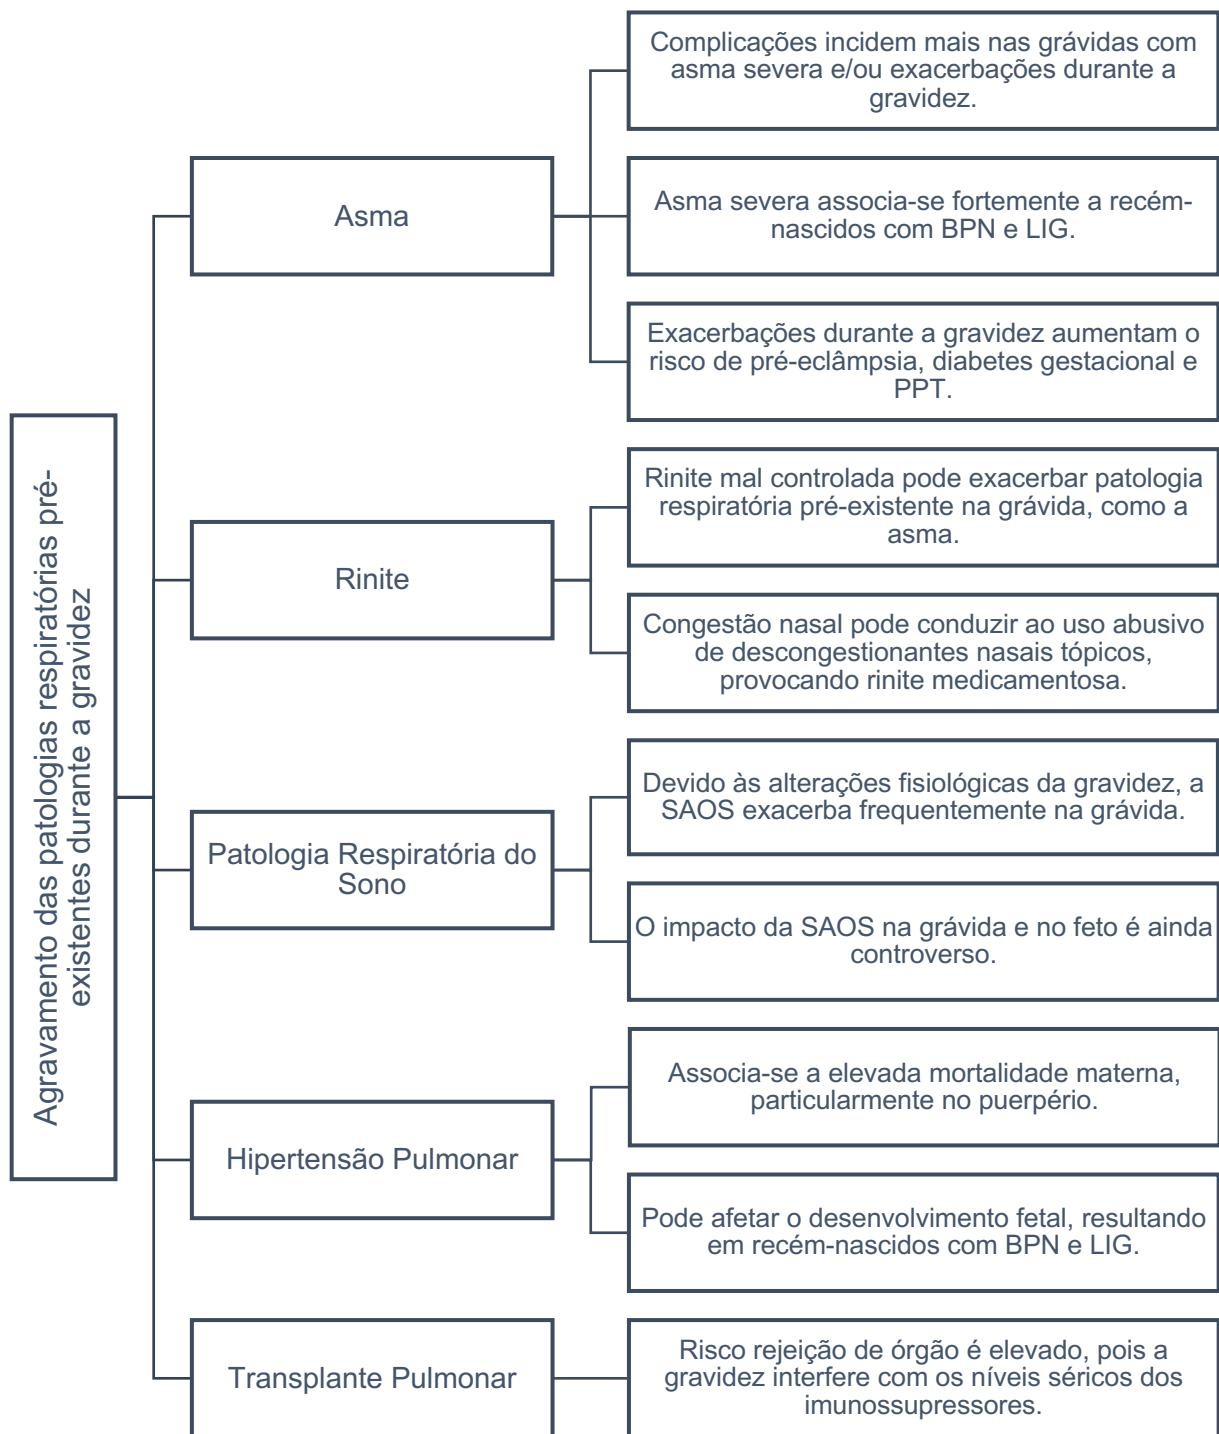 Agravamento das patologias respiratórias pré-
existentes durante a gravidez
Asma
Complicações incidem mais nas grávidas com
asma severa e/ou exacerbações durante a
gravidez.
Asma severa associa-se fortemente a recém-
nascidos com BPN e LIG.
Exacerbações durante a gravidez aumentam o
risco de pré-eclâmpsia, diabetes gestacional e
PPT.
Rinite
Rinite mal controlada pode exacerbar patologia
respiratória pré-existente na grávida, como a
asma.
Congestão nasal pode conduzir ao uso abusivo
de descongestionantes nasais tópicos,
provocando rinite medicamentosa.
Patologia Respiratória do
Sono
Devido às alterações fisiológicas da gravidez, a
SAOS exacerba frequentemente na grávida.
O impacto da SAOS na grávida e no feto é ainda
controverso.
Hipertensão Pulmonar
Associa-se a elevada mortalidade materna,
particularmente no puerpério.
Pode afetar o desenvolvimento fetal, resultando
em recém-nascidos com BPN e LIG.
Transplante Pulmonar
Risco rejeição de órgão é elevado, pois a
gravidez interfere com os níveis séricos dos
imunossupressores.